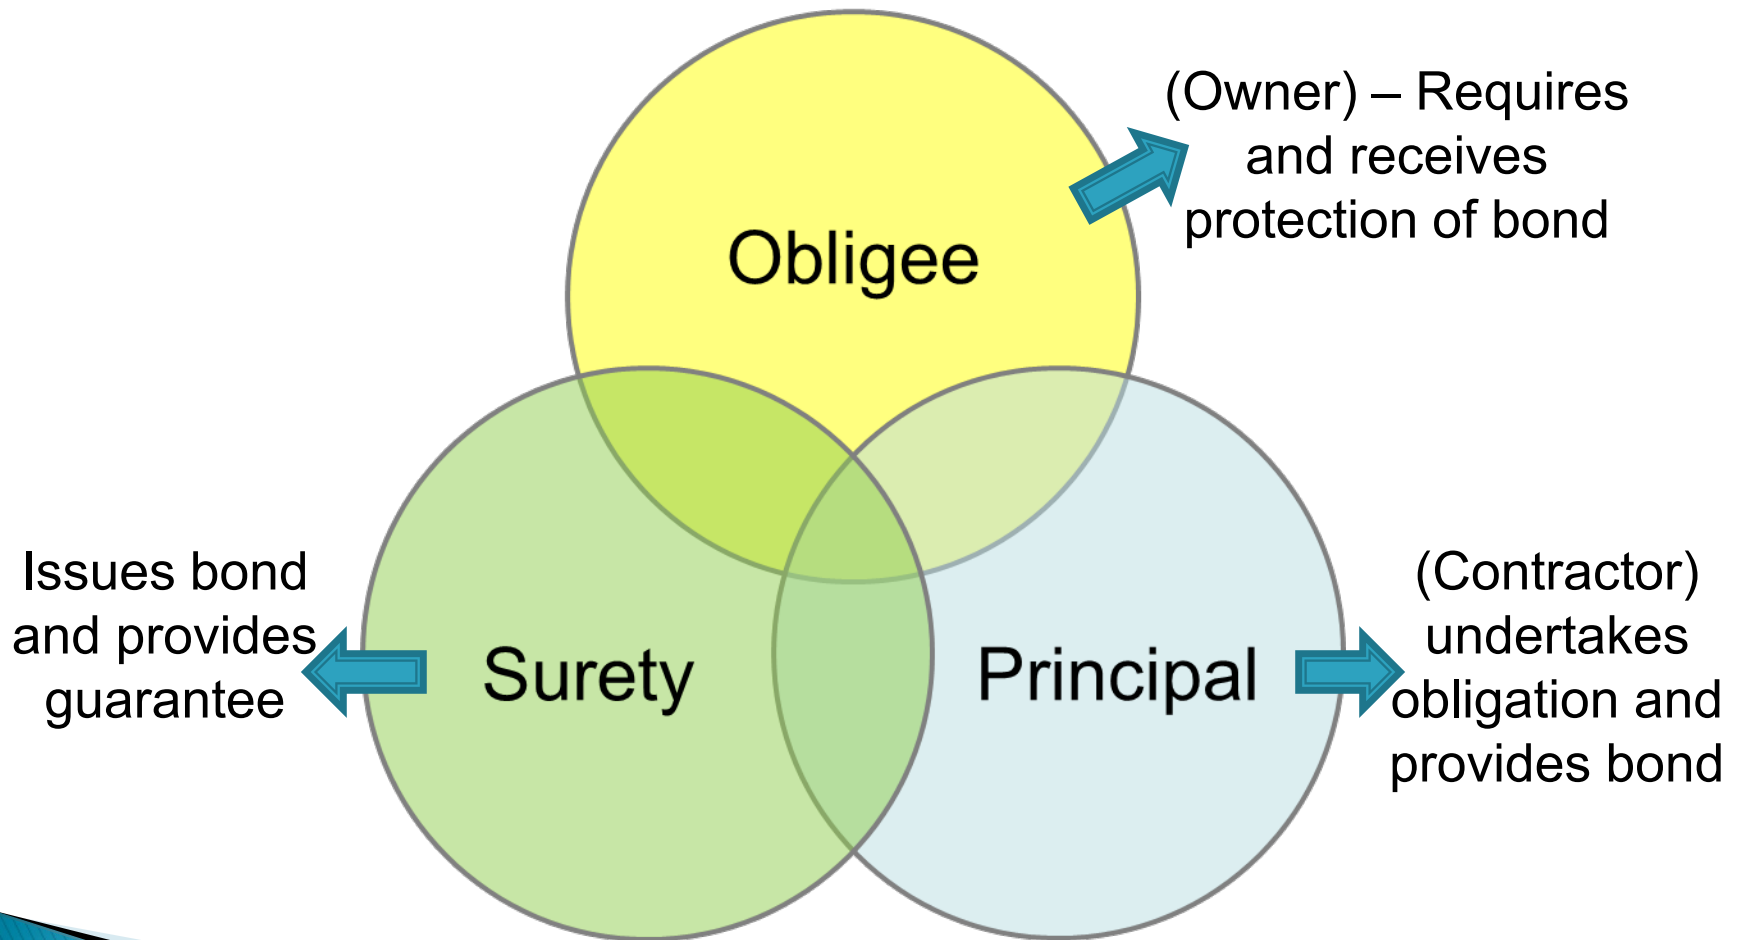 (Owner) – Requires
and receives
protection of bond
Obligee
Issues bond
and provides
guarantee
Surety
Principal
(Contractor)
undertakes
obligation and
provides bond